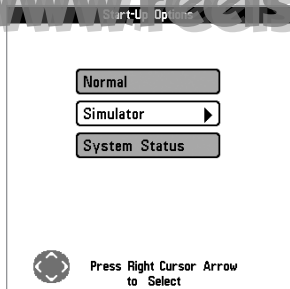 Start-Up Options
Normal
Simulator
System Status
Press Right Cursor Arrow
to Select